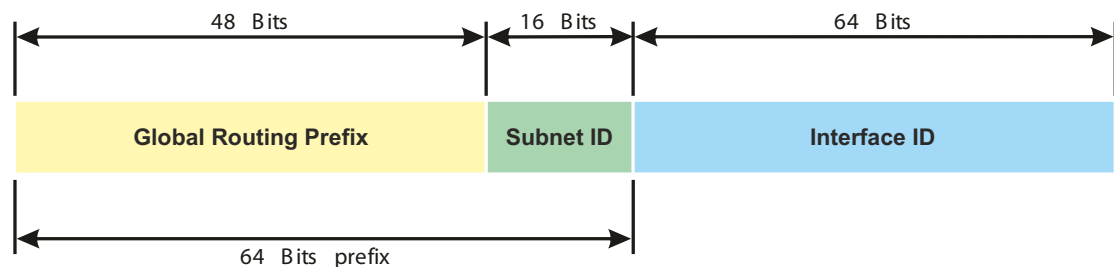 48 Bits 16 Bits 64 Bits
Global Routing Prefix Subnet ID Interface ID
64 Bits prefix